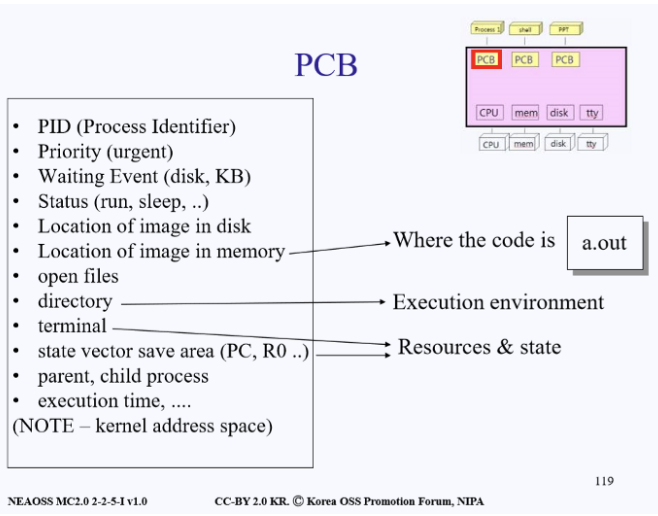 PCB
Process 1 shell PPT
PCB PCB PCB
CPU mem disk tty
CPU mem disk tty
• PID (Process Identifier)
• Priority (urgent)
• Waiting Event (disk, KB)
• Status (run, sleep, ..)
• Location of image in disk
• Location of image in memory
• open files
• directory
• terminal
• state vector save area (PC, R0 ..)
• parent, child process
• execution time, ....
(NOTE – kernel address space)
Where the code is
a.out
Execution environment
Resources & state
119
NEAOSS MC2.0 2-2-5-I v1.0 CC-BY 2.0 KR. Ⓒ Korea OSS Promotion Forum, NIPA